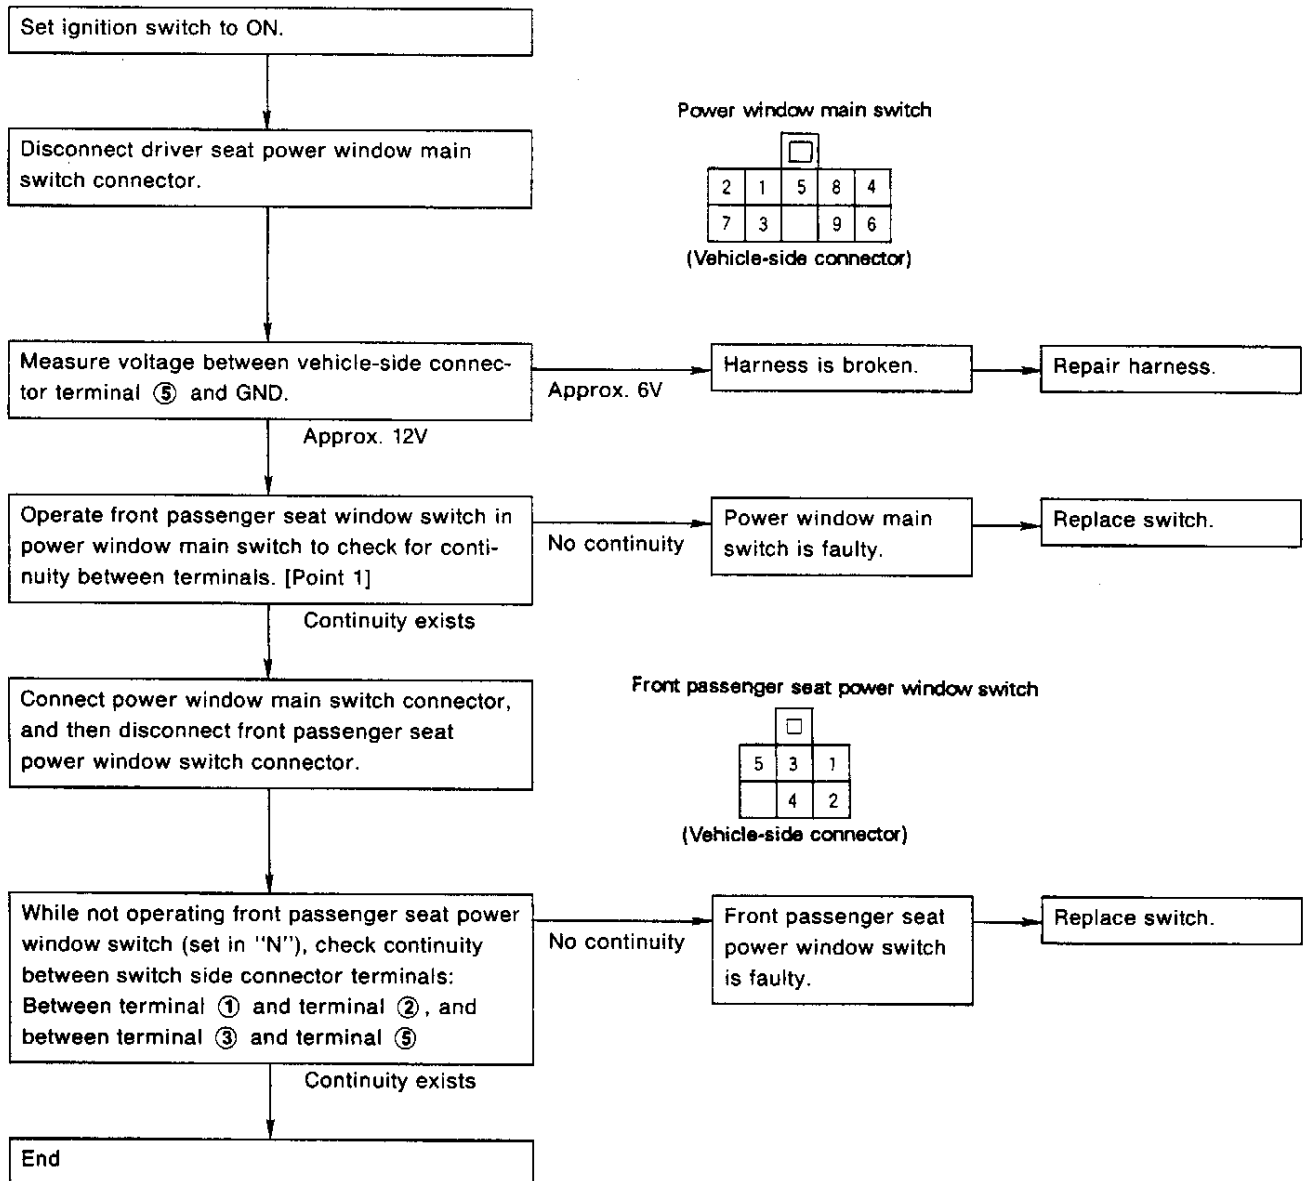 Set ignition switch to ON.
Disconnect driver seat power window main
switch connector.
Power window main switch
2 1 5 8 4
7 3 9 6
(Vehicle-side connector)
Measure voltage between vehicle-side connec-
tor terminal ⑤ and GND.
Approx. 6V
Harness is broken.
Repair harness.
Approx. 12V
Operate front passenger seat window switch in
power window main switch to check for conti-
nuity between terminals. [Point 1]
No continuity
Power window main
switch is faulty.
Replace switch.
Continuity exists
Connect power window main switch connector,
and then disconnect front passenger seat
power window switch connector.
Front passenger seat power window switch
5 3 1
4 2
(Vehicle-side connector)
While not operating front passenger seat power
window switch (set in "N"), check continuity
between switch side connector terminals:
Between terminal ① and terminal ②, and
between terminal ③ and terminal ⑤
No continuity
Front passenger seat
power window switch
is faulty.
Replace switch.
Continuity exists
End